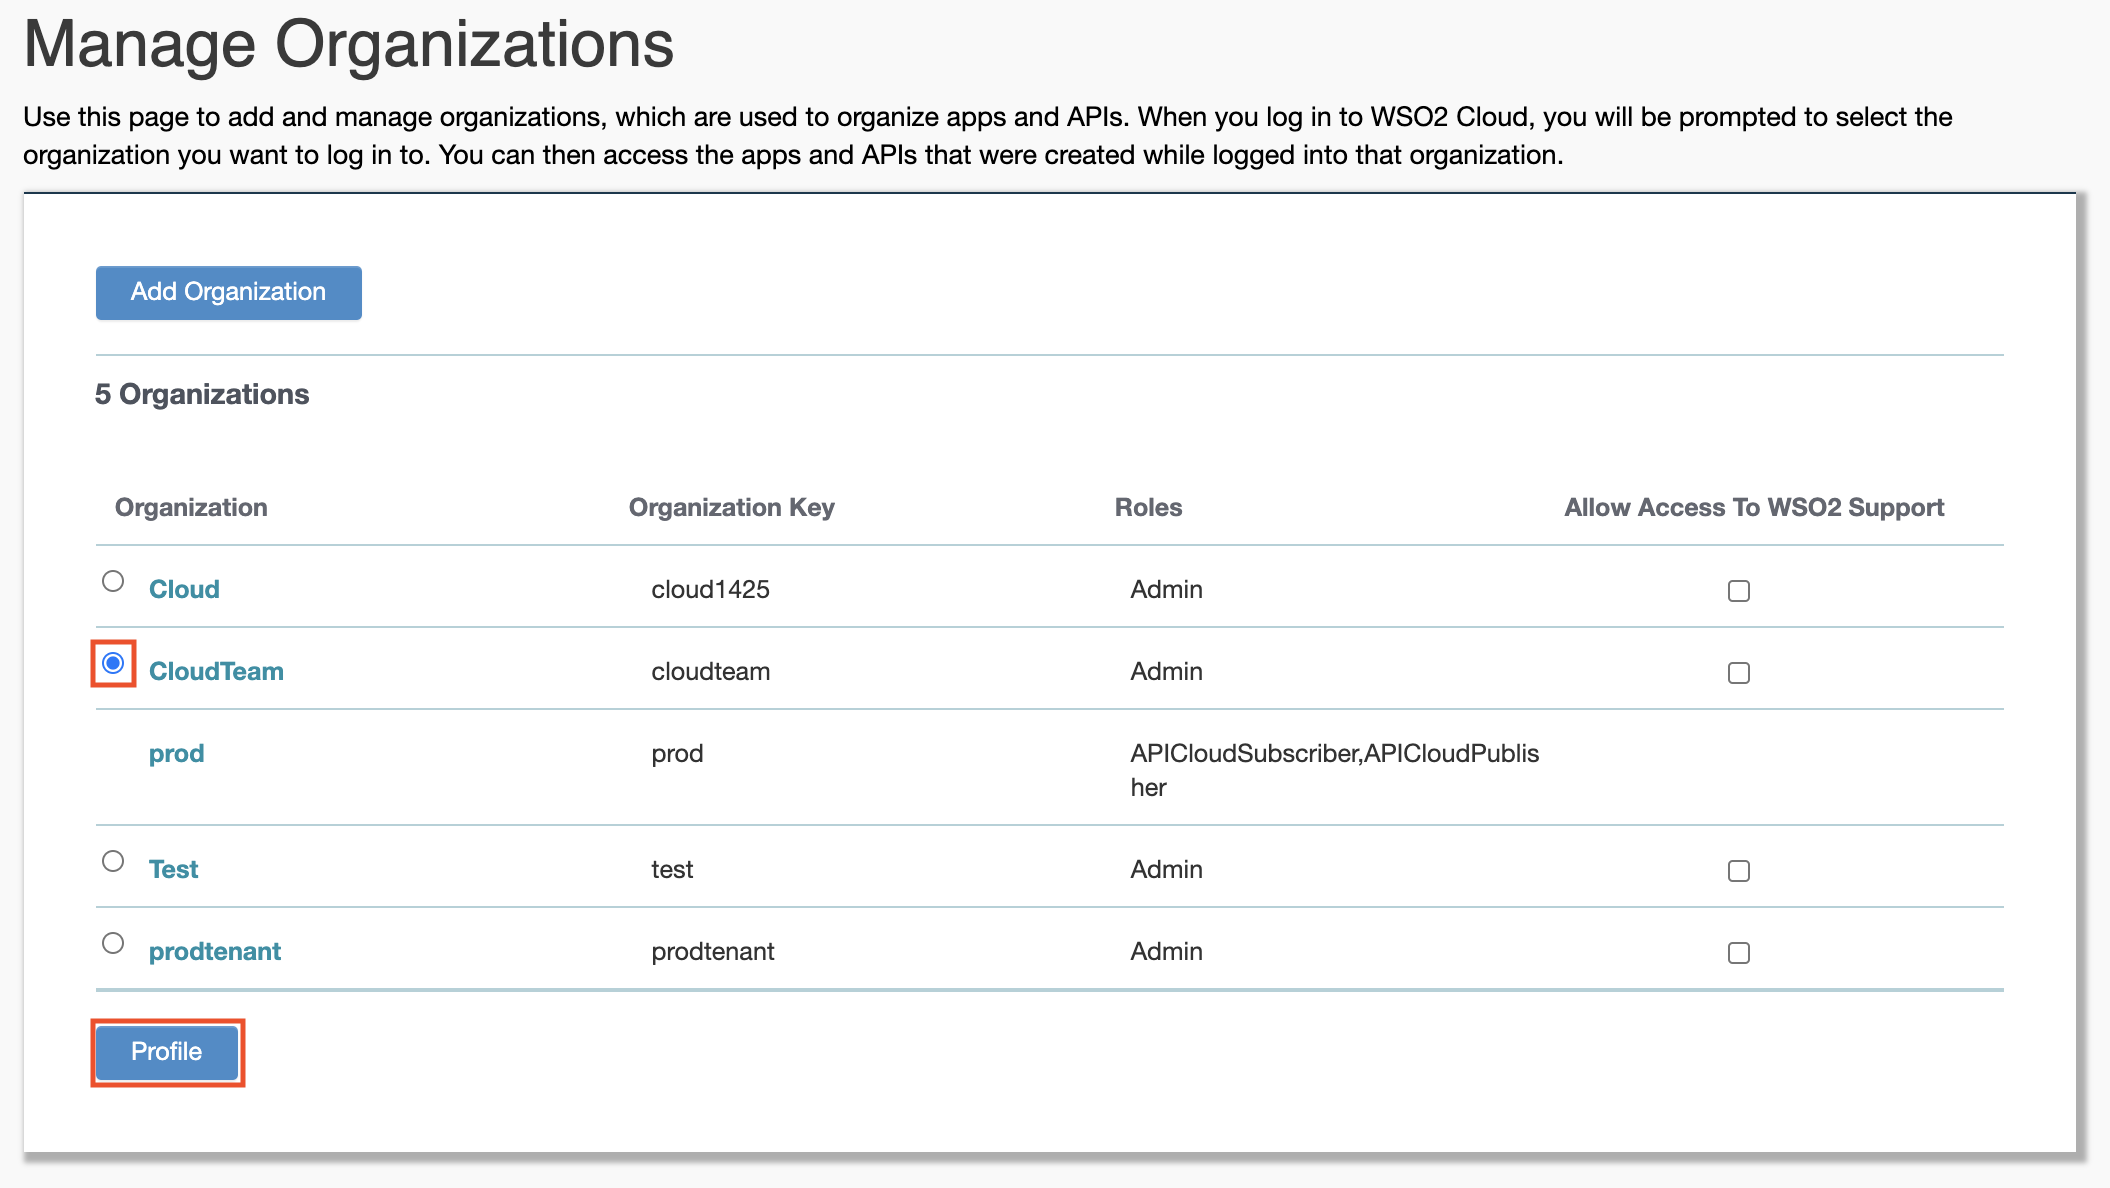 Manage Organizations
Use this page to add and manage organizations, which are used to organize apps and APIs. When you log in to WSO2 Cloud, you will be prompted to select the
organization you want to log in to. You can then access the apps and APIs that were created while logged into that organization.
Add Organization
5 Organizations
Organization Organization Key Roles Allow Access To WSO2 Support
Cloud cloud1425 Admin
CloudTeam cloudteam Admin
prod prod APICloudSubscriber,APICloudPublis
her
Test test Admin
prodtenant prodtenant Admin
Profile